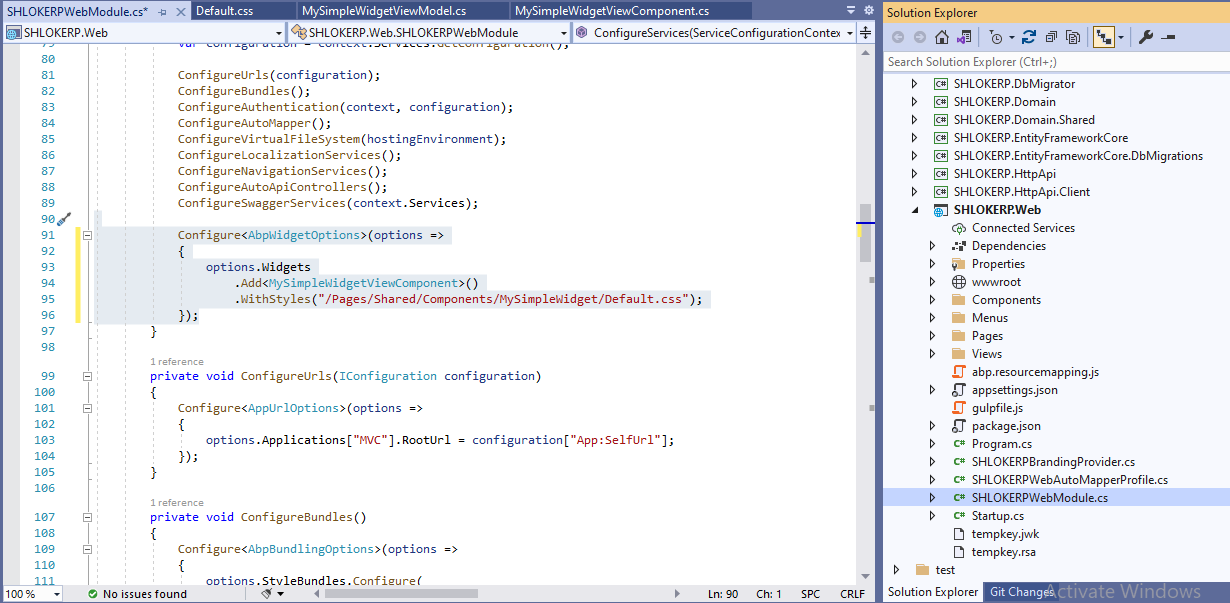 SHLOKERPWebModule.cs*
Default.css
MySimpleWidgetViewModel.cs
MySimpleWidgetViewComponent.cs
SHLOKERP.Web
SHLOKERP.Web.SHLOKERPWebModule
ConfigureServices(ServiceConfigurationContex
79 var configuration = context.Services.GetConfiguration();
80
81 ConfigureUrls(configuration);
82 ConfigureBundles();
83 ConfigureAuthentication(context, configuration);
84 ConfigureAutoMapper();
85 ConfigureVirtualFileSystem(hostingEnvironment);
86 ConfigureLocalizationServices();
87 ConfigureNavigationServices();
88 ConfigureAutoApiControllers();
89 ConfigureSwaggerServices(context.Services);
90
91 Configure<AbpWidgetOptions>(options =>
92 {
93 options.Widgets
94 .Add<MySimpleWidgetViewComponent>()
95 .WithStyles("/Pages/Shared/Components/MySimpleWidget/Default.css");
96 });
97 }
98
1 reference
99 private void ConfigureUrls(IConfiguration configuration)
100 {
101 Configure<AppUrlOptions>(options =>
102 {
103 options.Applications["MVC"].RootUrl = configuration["App:SelfUrl"];
104 });
105 }
106
1 reference
107 private void ConfigureBundles()
108 {
109 Configure<AbpBundlingOptions>(options =>
110 {
111 options.StyleBundles.Configure(
100 %
No issues found
Ln: 90
Ch: 1
SPC
CRLF
Solution Explorer
Search Solution Explorer (Ctrl+;)
C# SHLOKERP.DbMigrator
C# SHLOKERP.Domain
C# SHLOKERP.Domain.Shared
C# SHLOKERP.EntityFrameworkCore
C# SHLOKERP.EntityFrameworkCore.DbMigrations
C# SHLOKERP.HttpApi
C# SHLOKERP.HttpApi.Client
SHLOKERP.Web
Connected Services
Dependencies
Properties
wwwroot
Components
Menus
Pages
Views
abp.resourcemapping.js
appsettings.json
gulpfile.js
package.json
C# Program.cs
C# SHLOKERPBrandingProvider.cs
C# SHLOKERPWebAutoMapperProfile.cs
C# SHLOKERPWebModule.cs
C# Startup.cs
tempkey.jwk
tempkey.rsa
test
Solution Explorer
Git Changes
Activate Windows